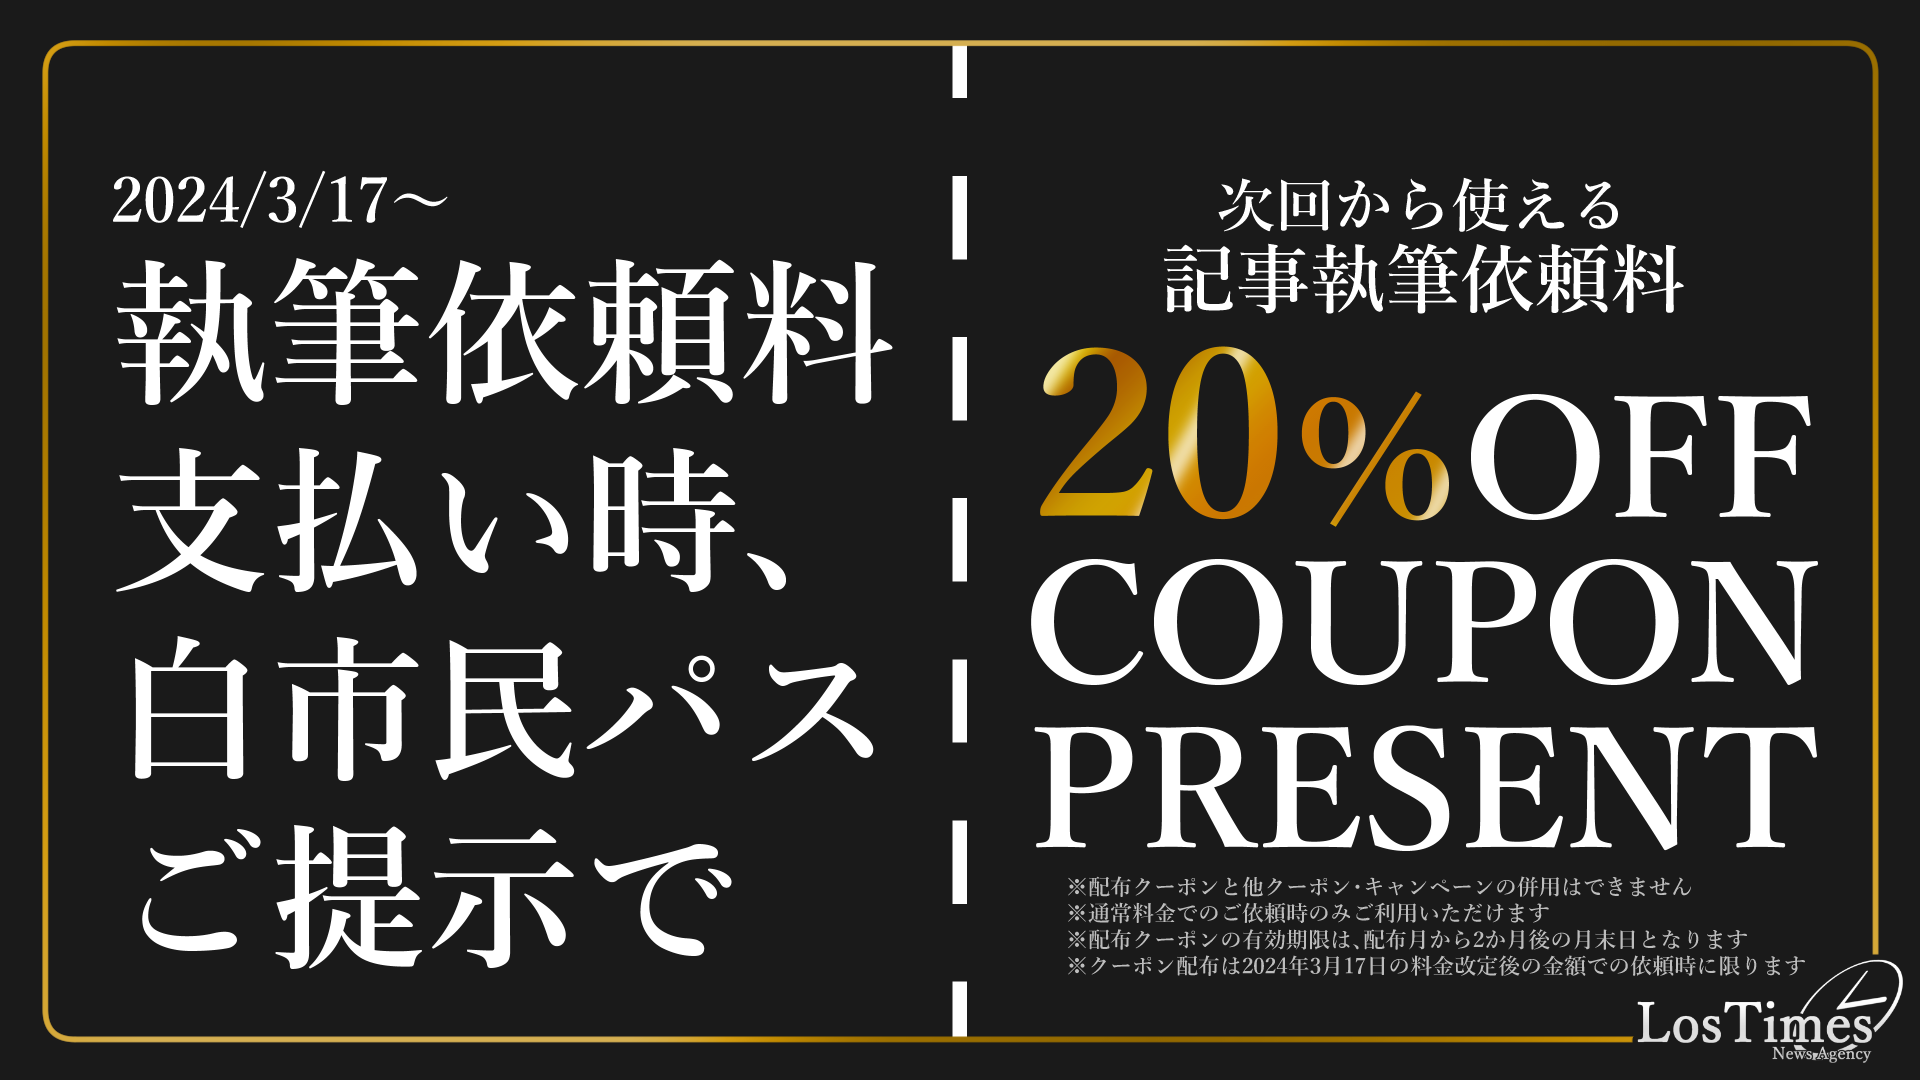 2024/3/17～
執筆依頼料
支払い時、
白市民パス
ご提示で
次回から使える
記事執筆依頼料
20%OFF
COUPON
PRESENT
※配布クーポンと他クーポン・キャンペーンの併用はできません
※通常料金でのご依頼時のみご利用いただけます
※配布クーポンの有効期限は、配布月から2か月後の月末日となります
※クーポン配布は2024年3月17日の料金改定後の金額での依頼時に限ります
LosTimes
News Agency